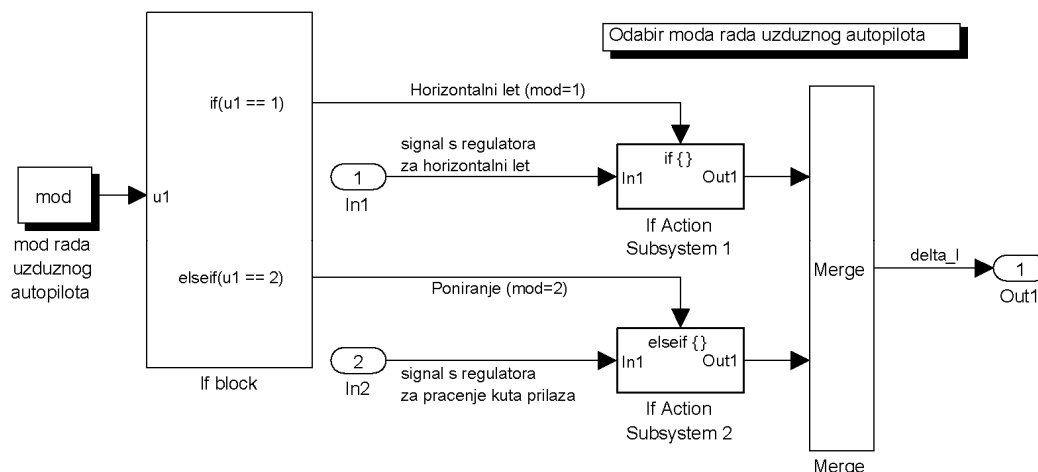 Odabir moda rada uzduznog autopilota
Horizontalni let (mod=1)
if(u1 == 1)
signal s regulatora
za horizontalni let
if { }
1
In1
In1
Out1
mod
u1
If Action
Subsystem 1
mod rada
uzduznog
autopilota
elseif(u1 == 2)
Poniranje (mod=2)
Merge
delta_l
1
Out1
elseif { }
2
In2
In1
Out1
signal s regulatora
za pracenje kuta prilaza
If block
If Action
Subsystem 2
Merge